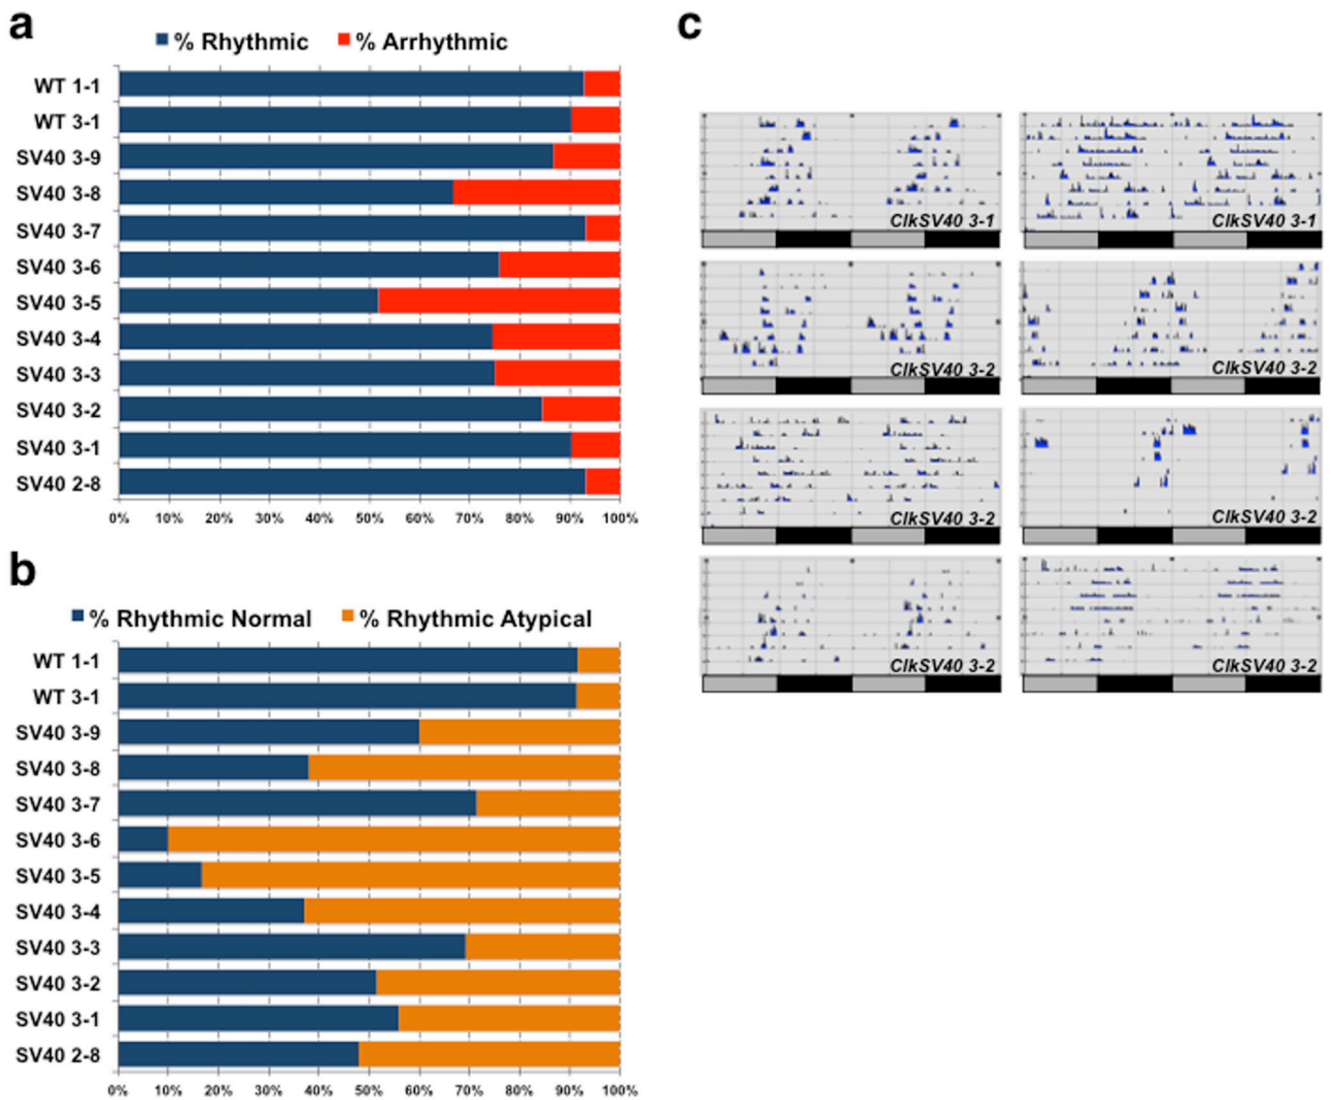 a
% Rhythmic % Arrhythmic
WT 1-1
WT 3-1
SV40 3-9
SV40 3-8
SV40 3-7
SV40 3-6
SV40 3-5
SV40 3-4
SV40 3-3
SV40 3-2
SV40 3-1
SV40 2-8
0% 10% 20% 30% 40% 50% 60% 70% 80% 90% 100%
b
% Rhythmic Normal % Rhythmic Atypical
WT 1-1
WT 3-1
SV40 3-9
SV40 3-8
SV40 3-7
SV40 3-6
SV40 3-5
SV40 3-4
SV40 3-3
SV40 3-2
SV40 3-1
SV40 2-8
0% 10% 20% 30% 40% 50% 60% 70% 80% 90% 100%
c
ClkSV40 3-1 ClkSV40 3-1
ClkSV40 3-2 ClkSV40 3-2
ClkSV40 3-2 ClkSV40 3-2
ClkSV40 3-2 ClkSV40 3-2